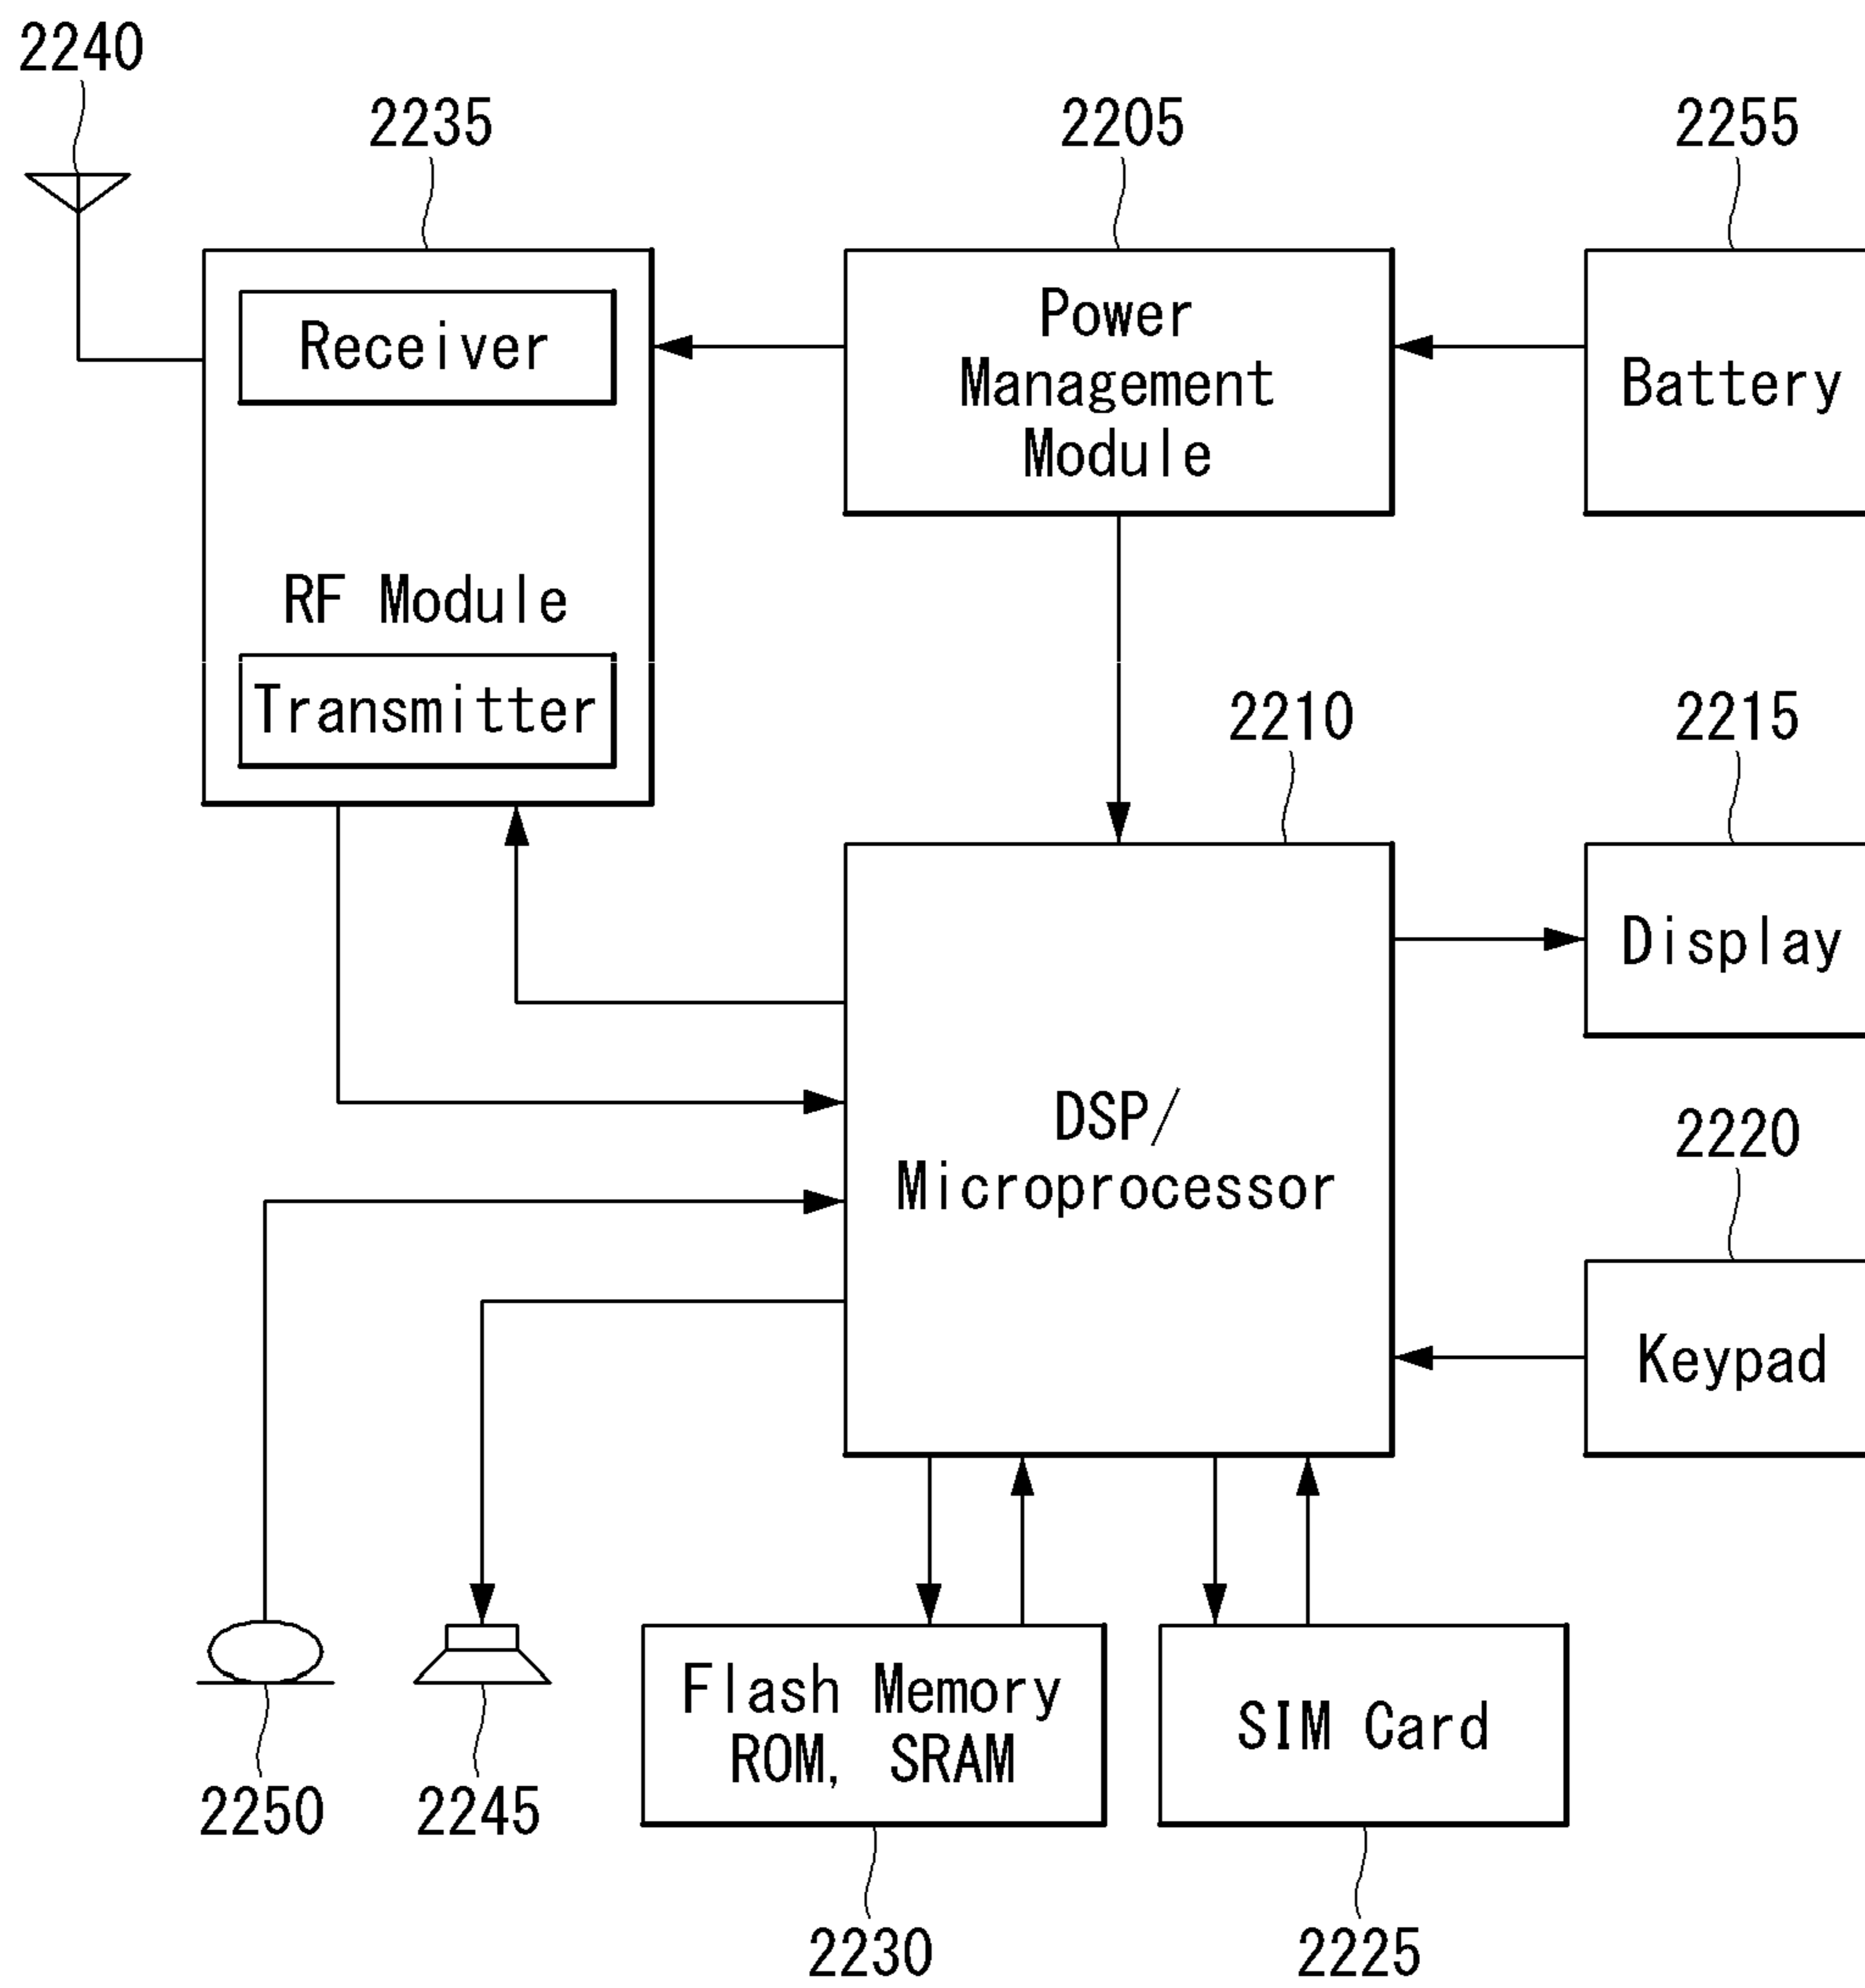 2240
2235
2205
2255
Receiver
Power
Management
Module
Battery
RF Module
Transmitter
2210
2215
Display
DSP/
Microprocessor
2220
Keypad
Flash Memory
ROM, SRAM
SIM Card
2250
2245
2230
2225